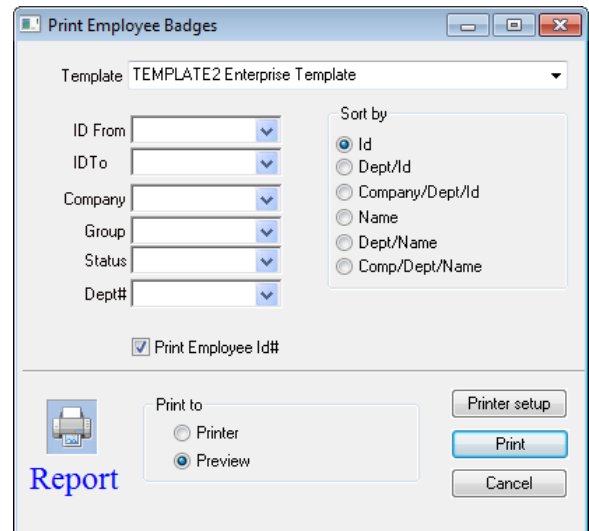 Print Employee Badges
Template TEMPLATE2 Enterprise Template
ID From
IDTo
Company
Group
Status
Dept#
Sort by
Id
Dept/Id
Company/Dept/Id
Name
Dept/Name
Comp/Dept/Name
Print Employee Id#
Report
Print to
Printer
Preview
Printer setup
Print
Cancel